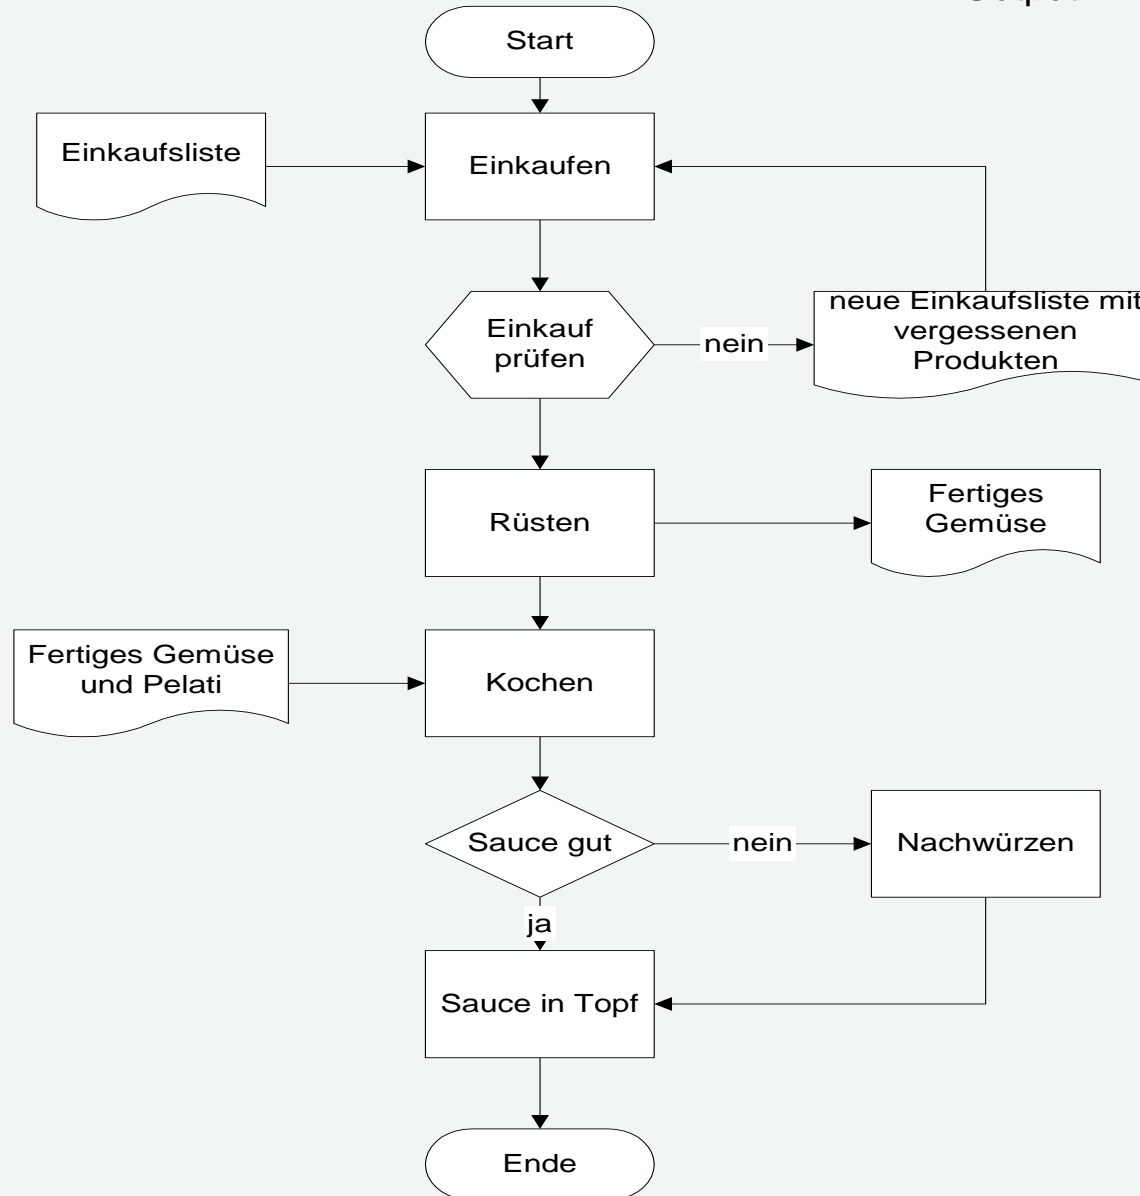 Start
Einkaufsliste
Einkaufen
Einkauf
prüfen
nein
neue Einkaufsliste mit
vergessenen
Produkten
Rüsten
Fertiges
Gemüse
Fertiges Gemüse
und Pelati
Kochen
Sauce gut
nein
Nachwürzen
ja
Sauce in Topf
Ende